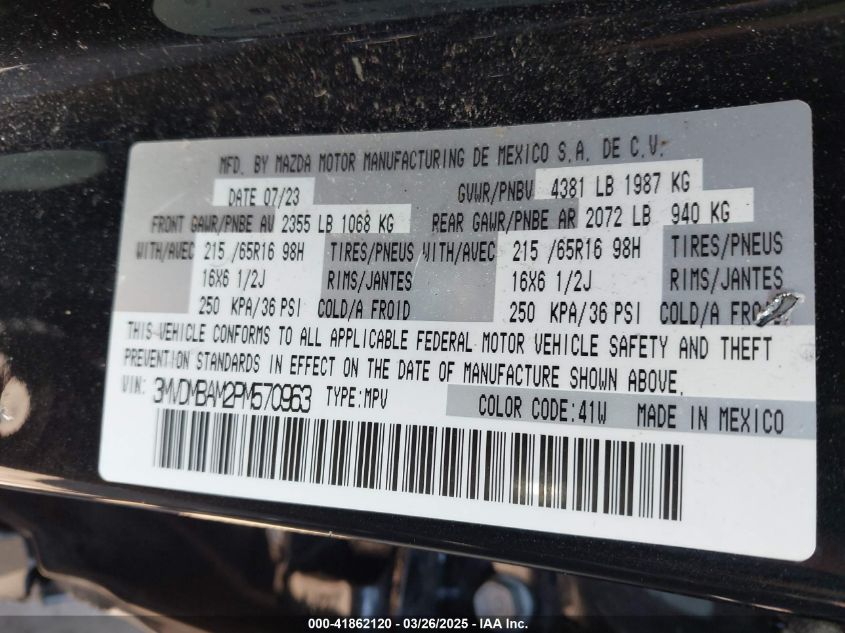 MFD. BY MAZDA MOTOR MANUFACTURING DE MEXICO S.A. DE C.V.
DATE 07/23 GVWR/PNBV 4381 LB 1987 KG
FRONT GAWR/PNBE AV 2355 LB 1068 KG REAR GAWR/PNBE AR 2072 LB 940 KG
WITH/AVEC 215 /65R16 98H TIRES/PNEUS WITH/AVEC 215 /65R16 98H TIRES/PNEUS
16X6 1/2J RIMS/JANTES 16X6 1/2J RIMS/JANTES
250 KPA/36 PSI COLD/A FROID 250 KPA/36 PSI COLD/A
THIS VEHICLE CONFORMS TO ALL APPLICABLE FEDERAL MOTOR VEHICLE SAFETY AND THEFT
PREVENTION STANDARDS IN EFFECT ON THE DATE OF MANUFACTURE SHOWN ABOVE.
VIN: 3MVDMBAM2PM570963 TYPE:MPV COLOR CODE:41W MADE IN MEXICO
000-41862120 - 03/26/2025 - IAA Inc.